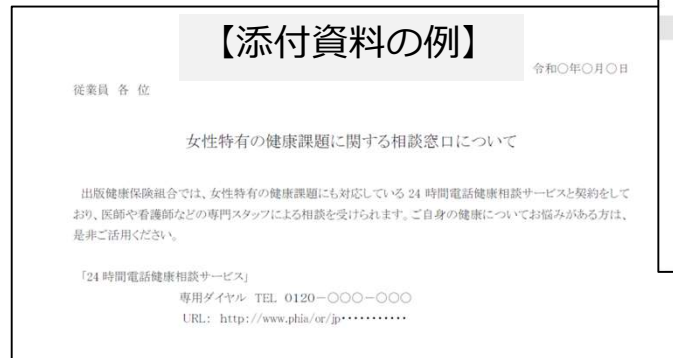 【添付資料の例】
令和○年○月○日
従業員 各 位
女性特有の健康課題に関する相談窓口について
出版健康保険組合では、女性特有の健康課題にも対応している 24 時間電話健康相談サービスと契約をして
おり、医師や看護師などの専門スタッフによる相談を受けられます。ご自身の健康についてお悩みがある方は、
是非ご活用ください。
「24 時間電話健康相談サービス」
専用ダイヤル TEL 0120－○○○－○○○
URL: http://www.phia/or/jp・・・・・・・・・・・